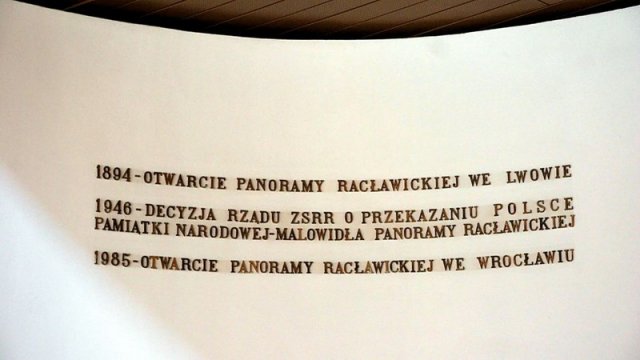 1894-OTWARCIE PANORAMY RACŁAWICKIEJ WE LWOWIE
1946-DECYZJA RZĄDU ZSRR O PRZEKAZANIU POLSCE
PAMIĄTKI NARODOWEJ-MALOWIDŁA PANORAMY RACŁAWICKIEJ
1985-OTWARCIE PANORAMY RACŁAWICKIEJ WE WROCŁAWIU